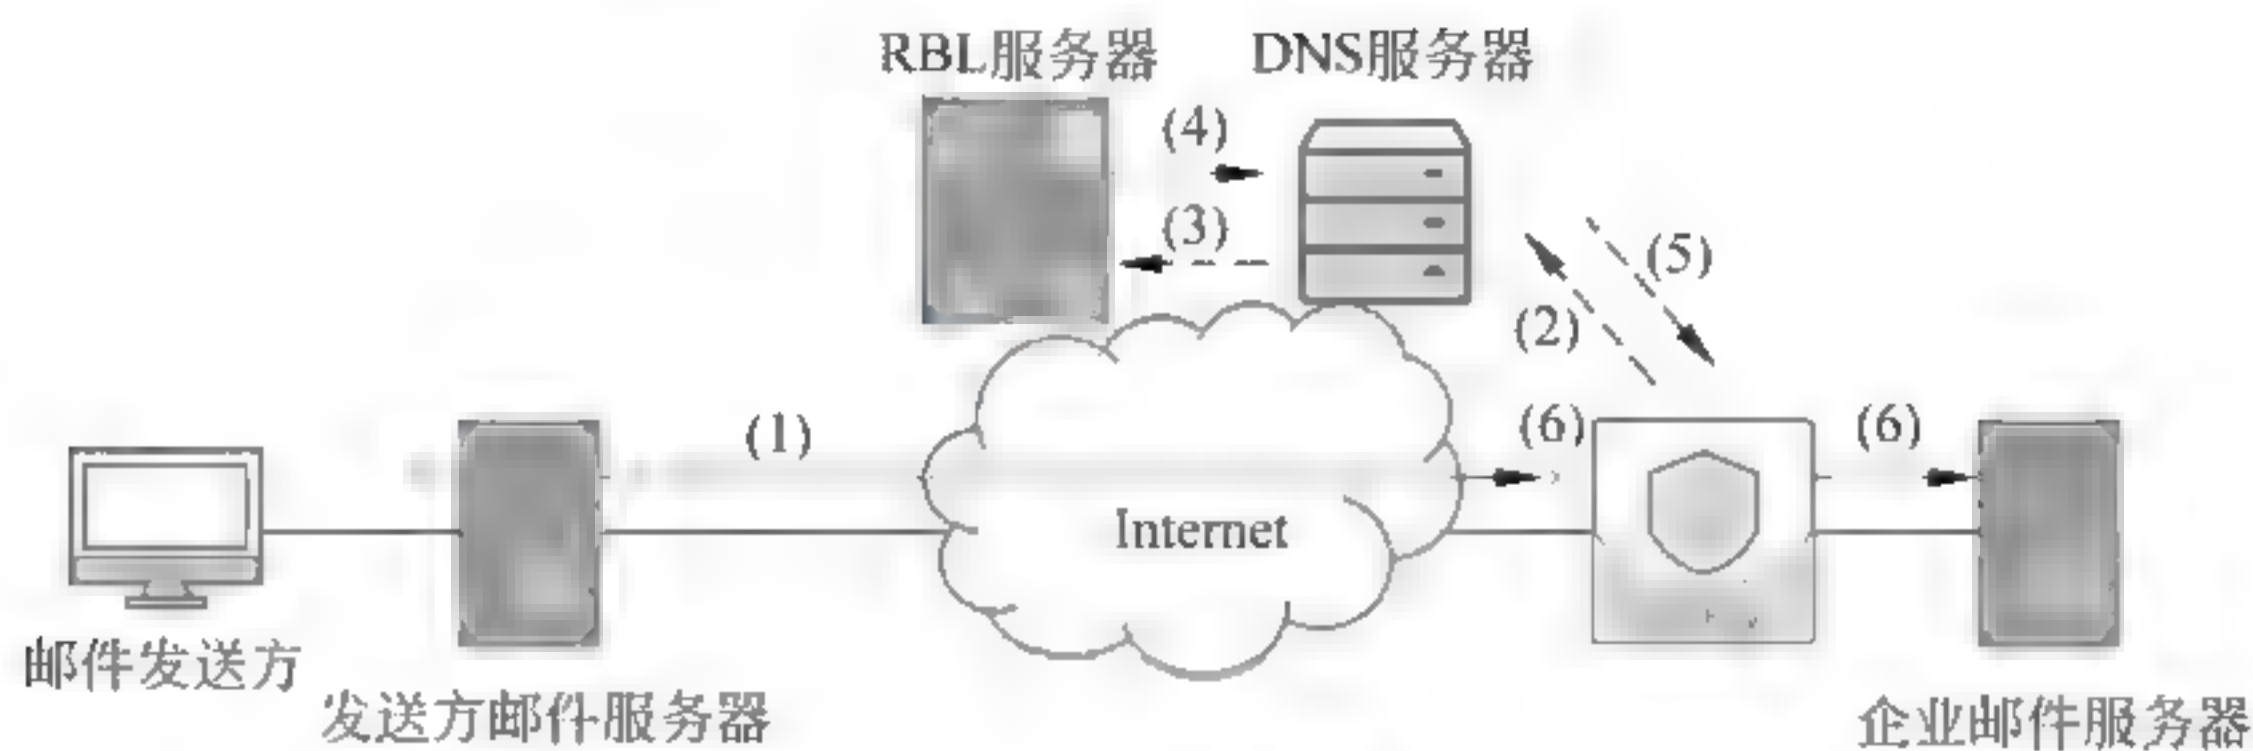 RBL服务器
DNS服务器
(4)
(3)
(5)
(2)
(1)
(6)
(6)
Internet
邮件发送方
发送方邮件服务器
企业邮件服务器